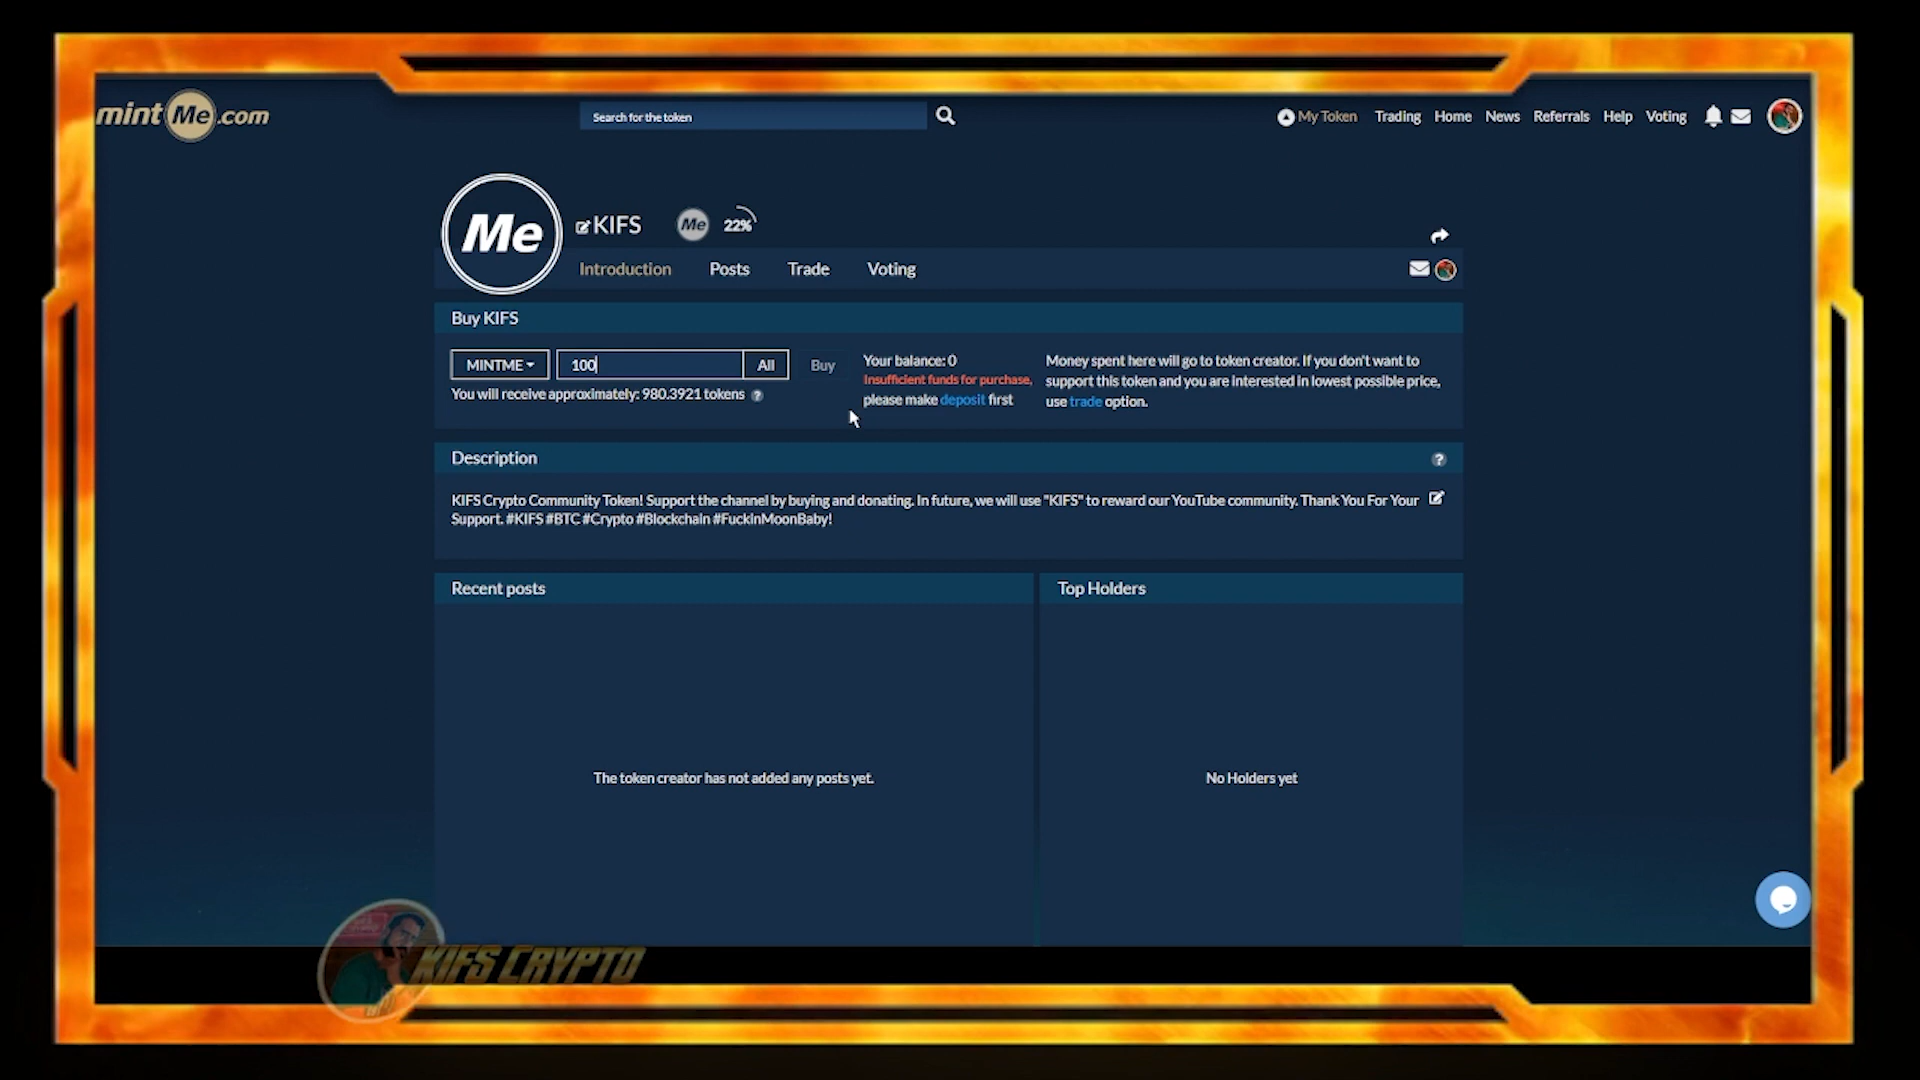 mintMe.com
Search for the token
My Token Trading Home News Referrals Help Voting
Me
KIFS Me 22%
Introduction Posts Trade Voting
Buy KIFS
MINTME 100 All Buy
You will receive approximately: 980.3921 tokens ?
Your balance: 0
Insufficient funds for purchase,
please make deposit first
Money spent here will go to token creator. If you don't want to
support this token and you are interested in lowest possible price,
use trade option.
Description ?
KIFS Crypto Community Token! Support the channel by buying and donating. In future, we will use "KIFS" to reward our YouTube community. Thank You For Your
Support. #KIFS #BTC #Crypto #Blockchain #FuckinMoonBaby!
Recent posts
The token creator has not added any posts yet.
Top Holders
No Holders yet
KIFS CRYPTO